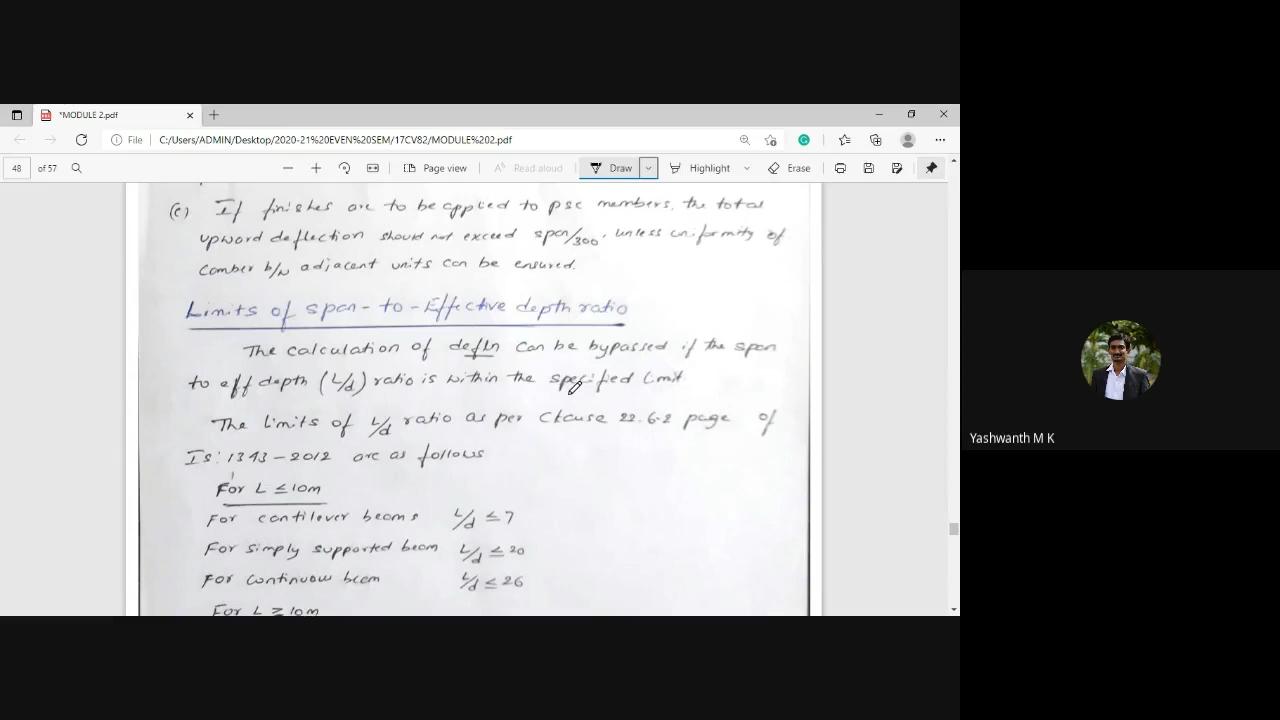 *MODULE 2.pdf
File C:/Users/ADMIN/Desktop/2020-21%20EVEN%20SEM/17CV82/MODULE%202.pdf
48 of 57 Page view Read aloud Draw Highlight Erase
(c) If finishes are to be applied to psc members, the total
upward deflection should not exceed span/300, unless uniformity of
camber b/w adjacent units can be ensured.
Limits of span-to-Effective depth ratio
The calculation of defln can be bypassed if the span
to eff depth (L/d) ratio is within the specified limit
The limits of L/d ratio as per Clause 22.6.2 page of
Is: 1343-2012 are as follows
For L ≤ 10m
For cantilever beams L/d ≤ 7
For simply supported beam L/d ≤ 20
For continuous beam L/d ≤ 26
For L ≥ 10m
Yashwanth M K